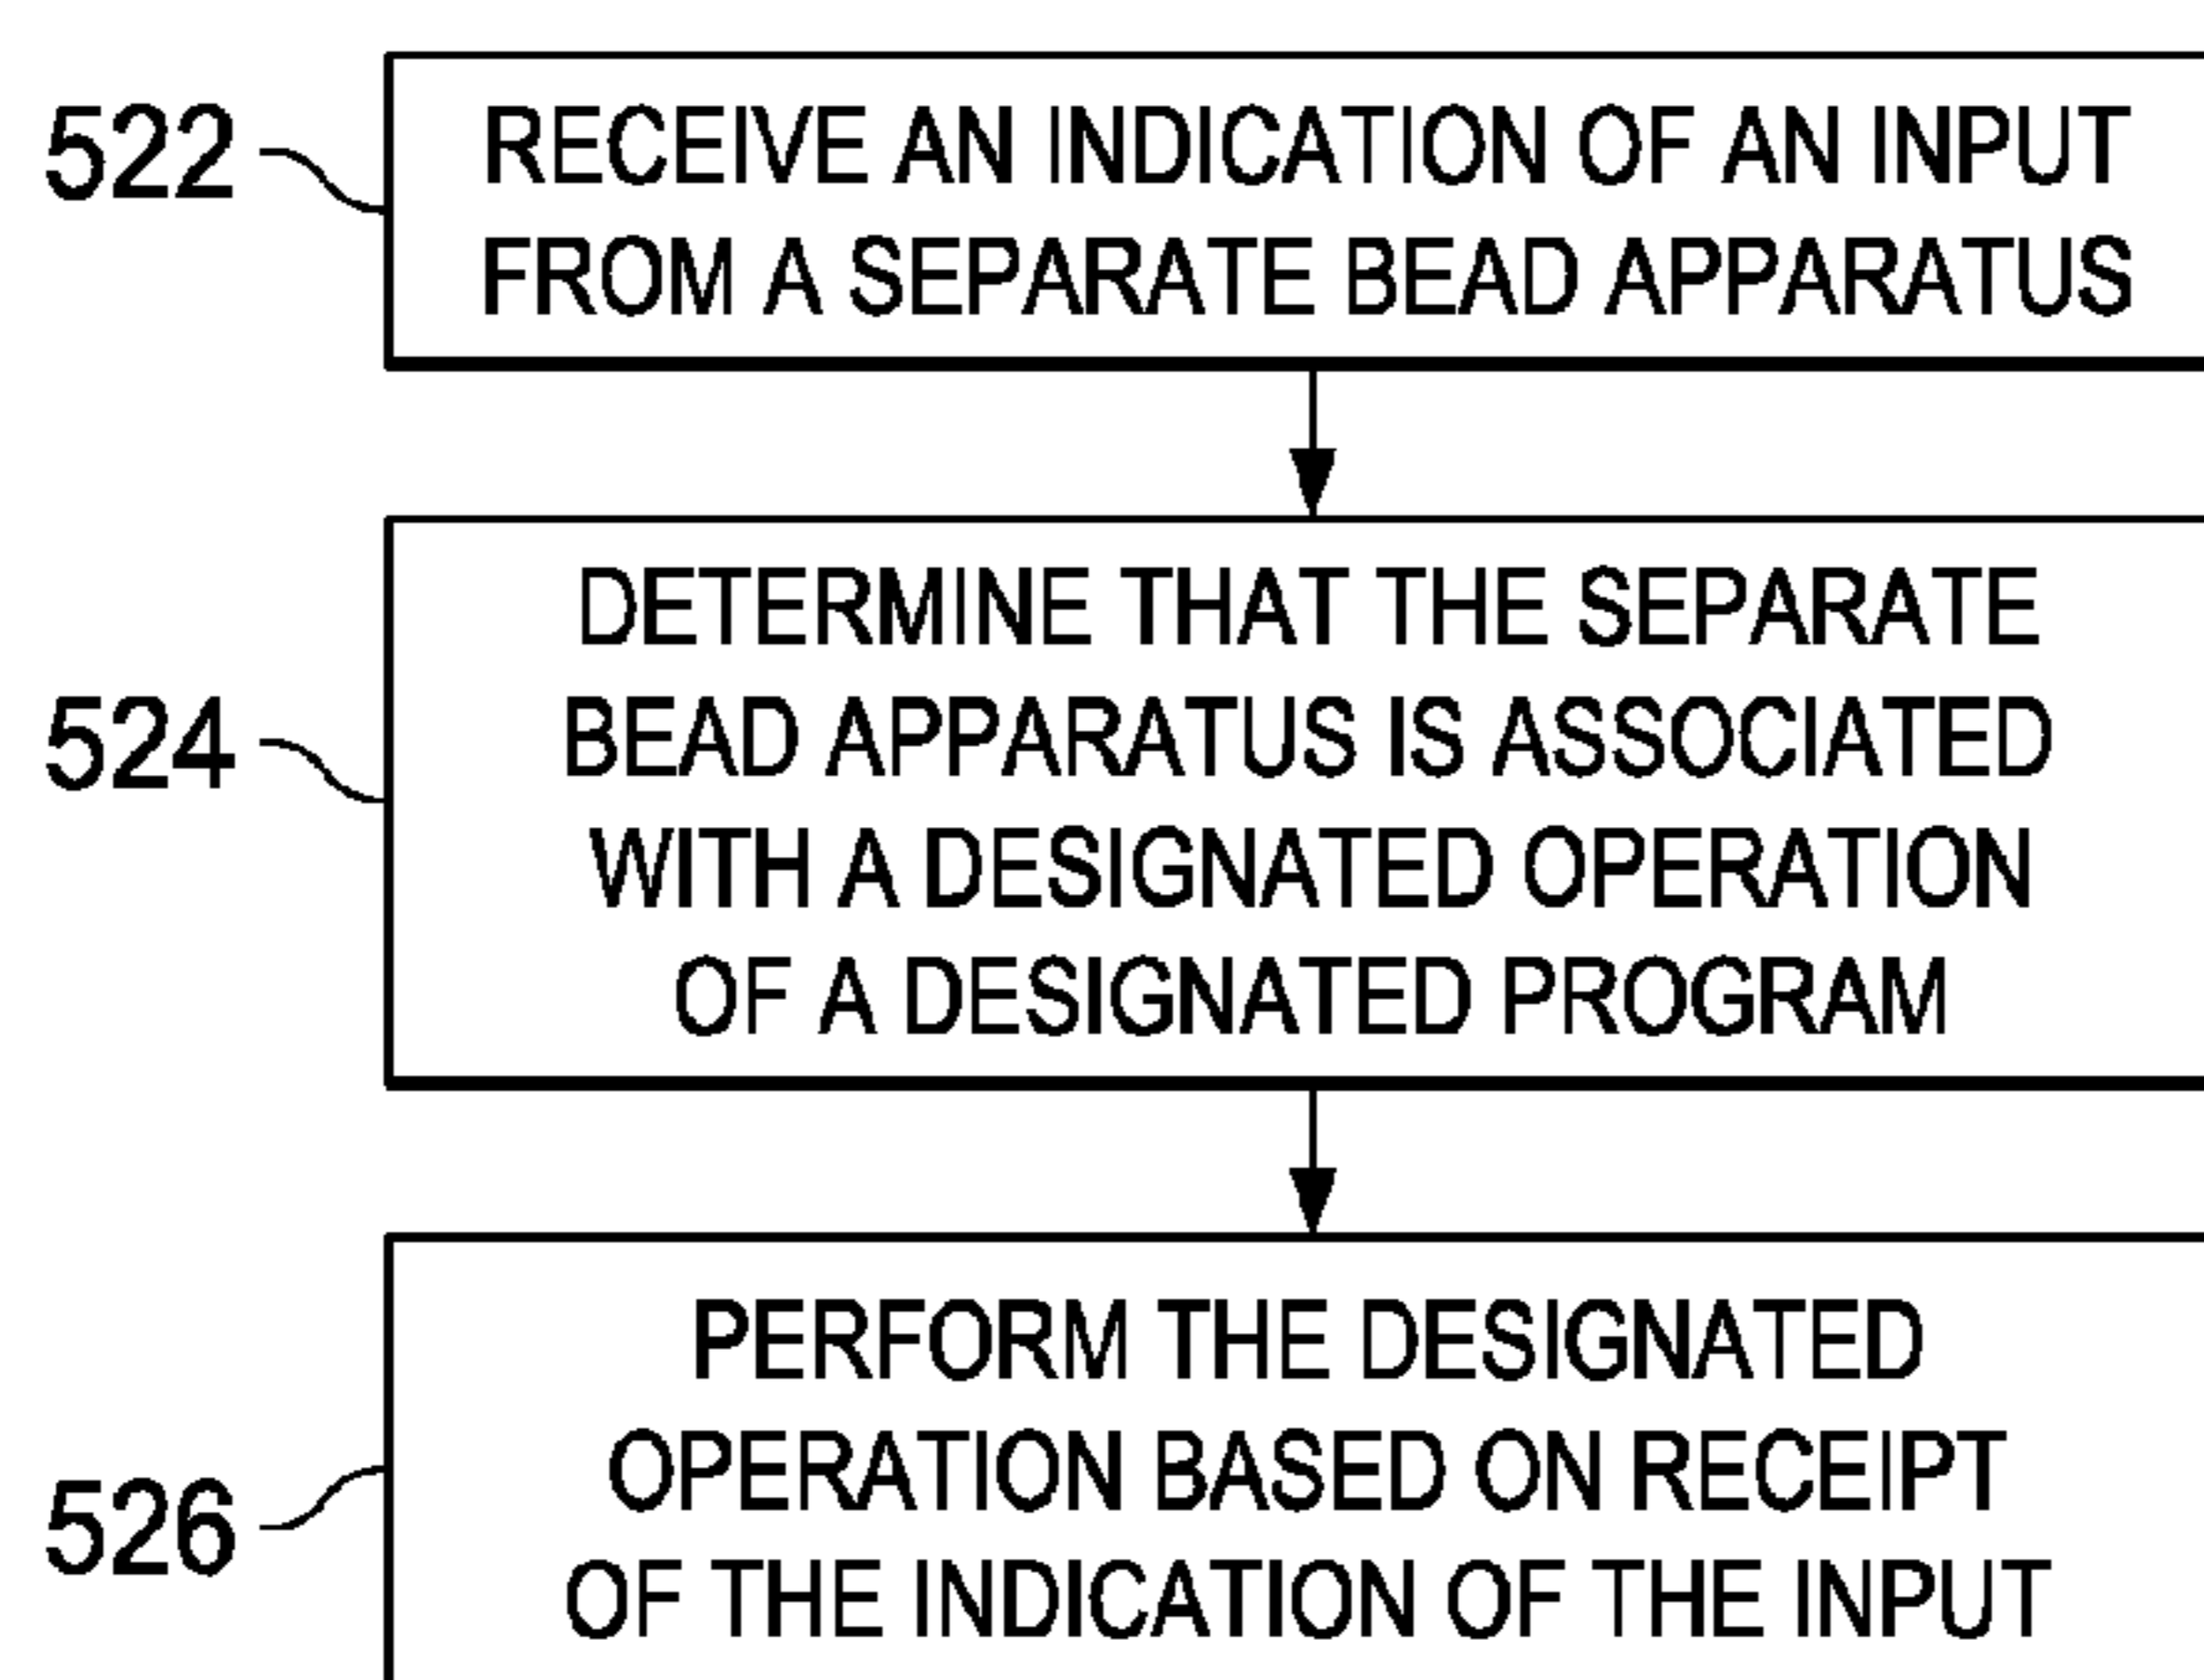 522
RECEIVE AN INDICATION OF AN INPUT
FROM A SEPARATE BEAD APPARATUS
524
DETERMINE THAT THE SEPARATE
BEAD APPARATUS IS ASSOCIATED
WITH A DESIGNATED OPERATION
OF A DESIGNATED PROGRAM
526
PERFORM THE DESIGNATED
OPERATION BASED ON RECEIPT
OF THE INDICATION OF THE INPUT